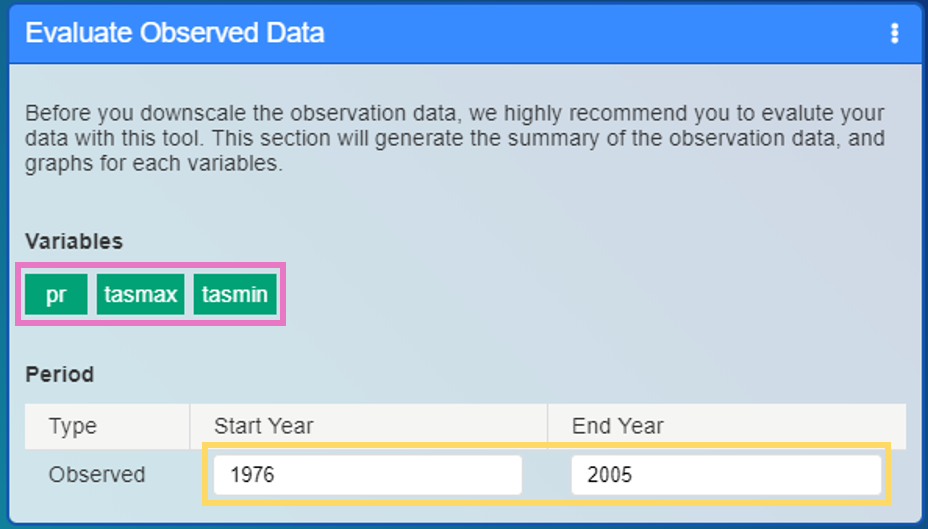 Evaluate Observed Data
Before you downscale the observation data, we highly recommend you to evalute your
data with this tool. This section will generate the summary of the observation data, and
graphs for each variables.
Variables
pr tasmax tasmin
Period
Type Start Year End Year
Observed 1976 2005